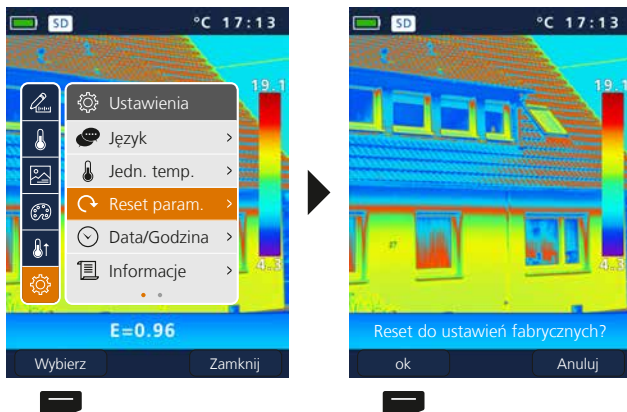 SD °C 17:13
19.1
Ustawienia
Język
Jedn. temp.
Reset param.
Data/Godzina
Informacje
4.3
E=0.96
Wybierz Zamknij
SD °C 17:13
19.1
27
4.3
Reset do ustawień fabrycznych?
ok Anuluj